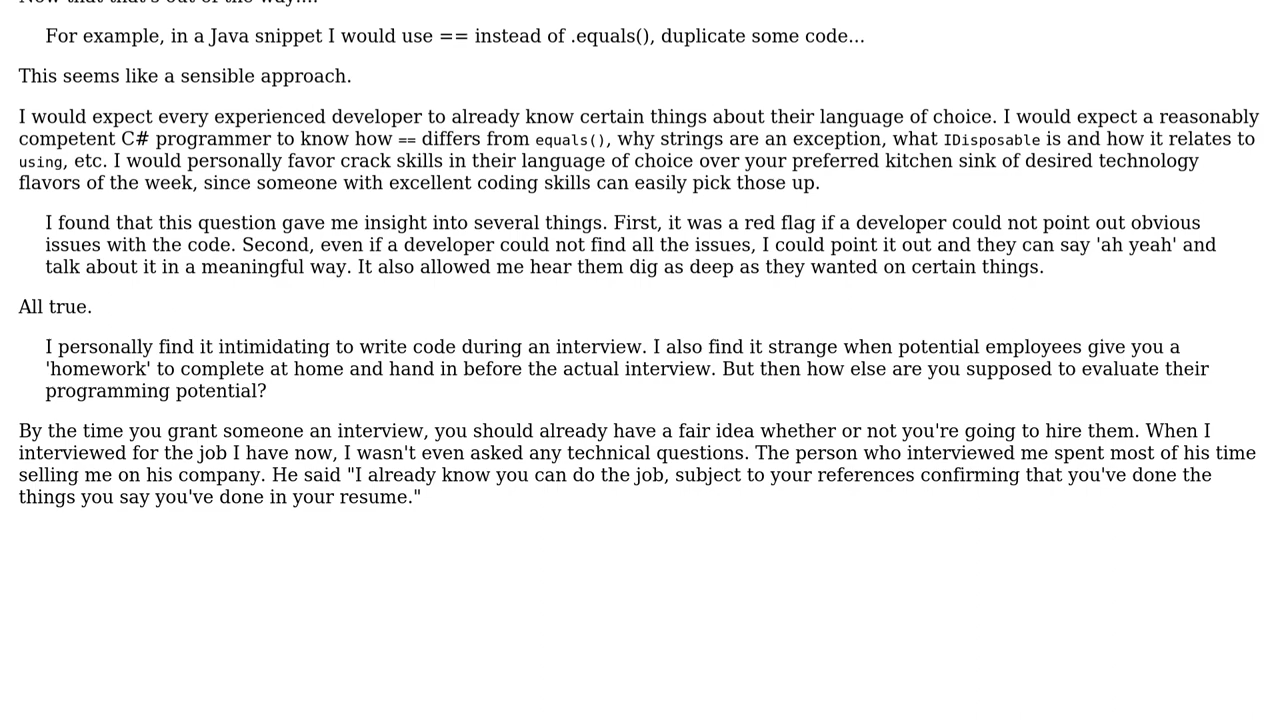 For example, in a Java snippet I would use == instead of .equals(), duplicate some code...
This seems like a sensible approach.
I would expect every experienced developer to already know certain things about their language of choice. I would expect a reasonably
competent C# programmer to know how == differs from equals(), why strings are an exception, what IDisposable is and how it relates to
using, etc. I would personally favor crack skills in their language of choice over your preferred kitchen sink of desired technology
flavors of the week, since someone with excellent coding skills can easily pick those up.
I found that this question gave me insight into several things. First, it was a red flag if a developer could not point out obvious
issues with the code. Second, even if a developer could not find all the issues, I could point it out and they can say 'ah yeah' and
talk about it in a meaningful way. It also allowed me hear them dig as deep as they wanted on certain things.
All true.
I personally find it intimidating to write code during an interview. I also find it strange when potential employees give you a
'homework' to complete at home and hand in before the actual interview. But then how else are you supposed to evaluate their
programming potential?
By the time you grant someone an interview, you should already have a fair idea whether or not you're going to hire them. When I
interviewed for the job I have now, I wasn't even asked any technical questions. The person who interviewed me spent most of his time
selling me on his company. He said "I already know you can do the job, subject to your references confirming that you've done the
things you say you've done in your resume."